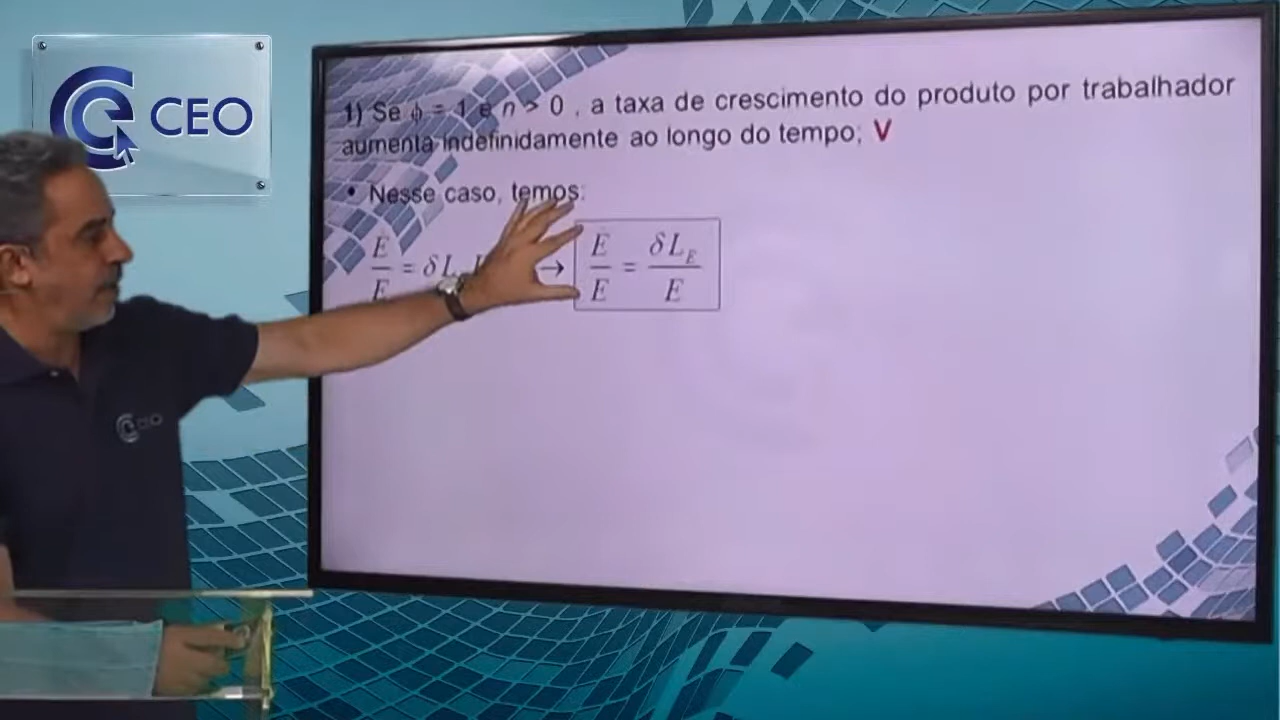 CEO
1) Se ϕ = 1 e n > 0 , a taxa de crescimento do produto por trabalhador
aumenta indefinidamente ao longo do tempo; V
• Nesse caso, temos:
E/E = δL → E/E = δL_E/E
CEO